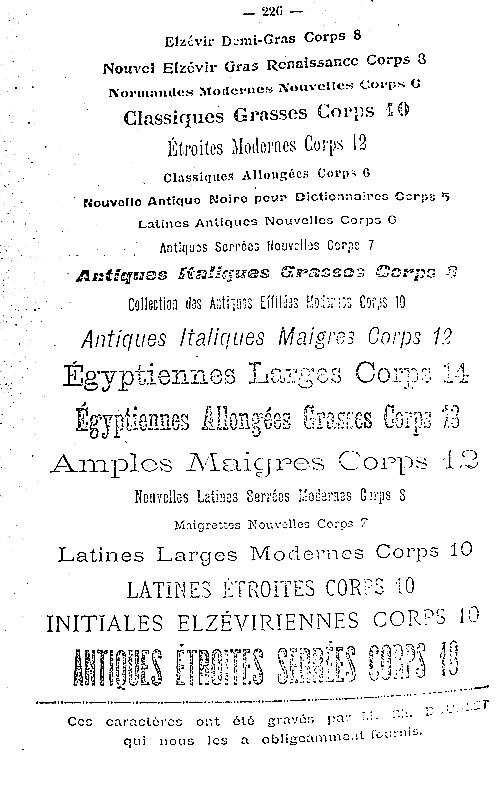 — 226 —
Elzévir Demi-Gras Corps 8
Nouvel Elzévir Gras Renaissance Corps 8
Normandes Modernes Nouvelles Corps 6
Classiques Grasses Corps 10
Étroites Modernes Corps 12
Classiques Allongées Corps 6
Nouvelle Antique Noire pour Dictionnaires Corps 5
Latines Antiques Nouvelles Corps 6
Antiques Serrées Nouvelles Corps 7
Antiques Italiques Grasses Corps 8
Collection des Antiques Effilées Modernes Corps 10
Antiques Italiques Maigres Corps 12
Égyptiennes Larges Corps 14
Égyptiennes Allongées Grasses Corps 13
Amples Maigres Corps 12
Nouvelles Latines Serrées Modernes Corps 8
Maigrettes Nouvelles Corps 7
Latines Larges Modernes Corps 10
LATINES ÉTROITES CORPS 10
INITIALES ELZÉVIRIENNES CORPS 10
ANTIQUES ÉTROITES SERRÉES CORPS 18
Ces caractères ont été gravés par M. Ch.
qui nous les a obligeamment fournis.